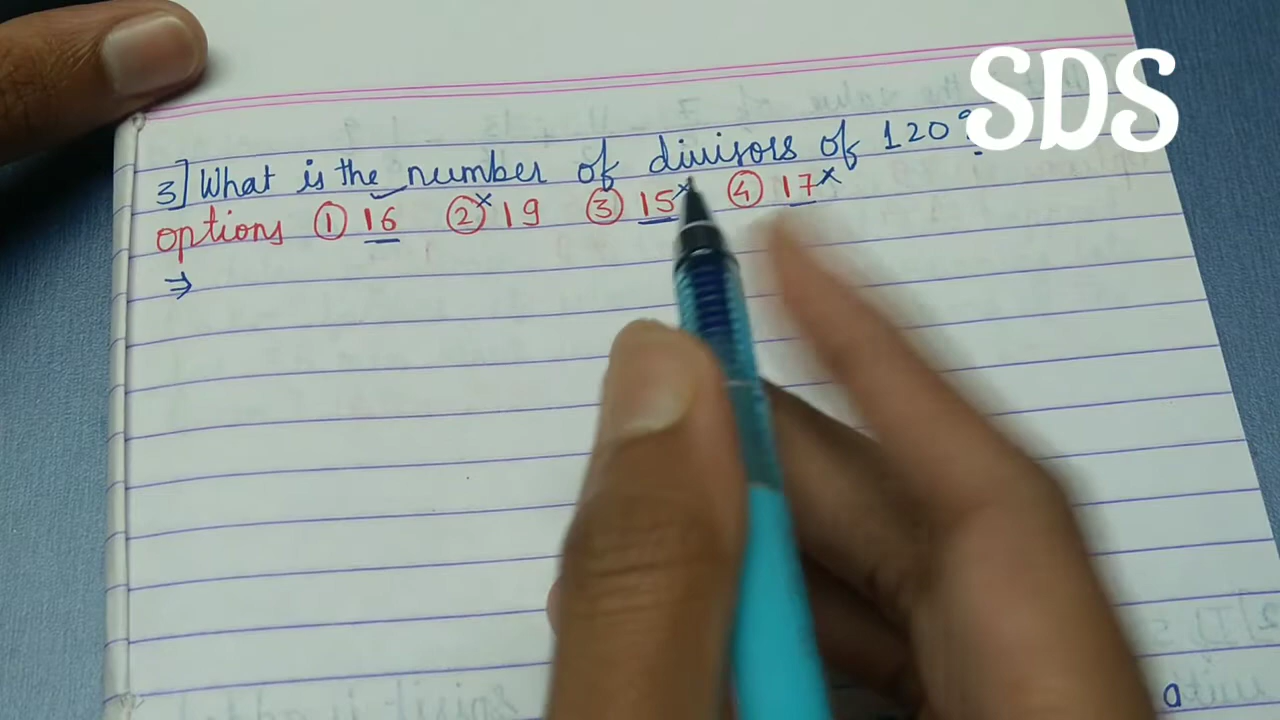 SDS
3] What is the number of divisors of 120?
options ① 16 ② 19 ③ 15 ④ 17
⇒